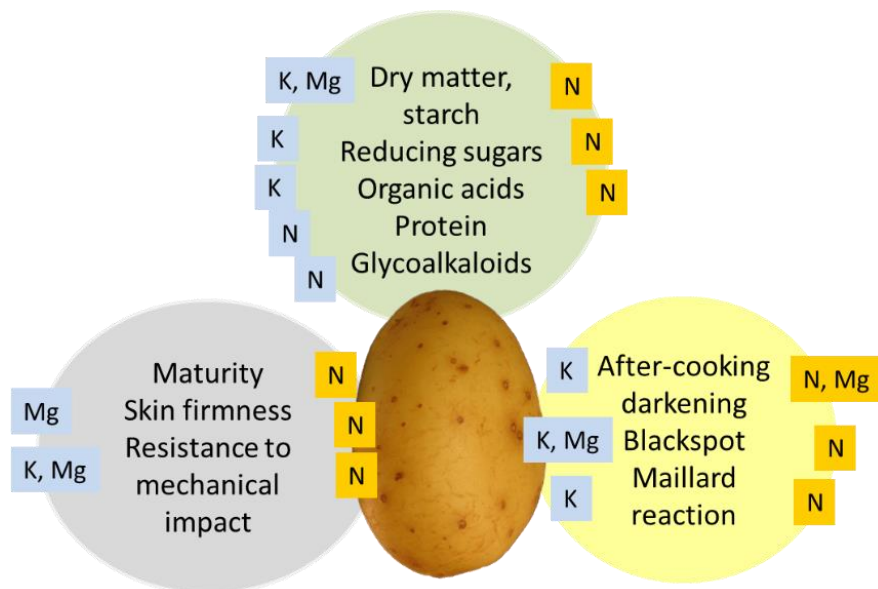 K, Mg
Dry matter,
N
starch
K
Reducing sugars
N
K
Organic acids
N
N
Protein
N
Glycoalkaloids
Maturity
N
Mg
Skin firmness
N
K, Mg
Resistance to
N
mechanical
impact
K
After-cooking
N, Mg
darkening
K, Mg
Blackspot
N
K
Maillard
N
reaction